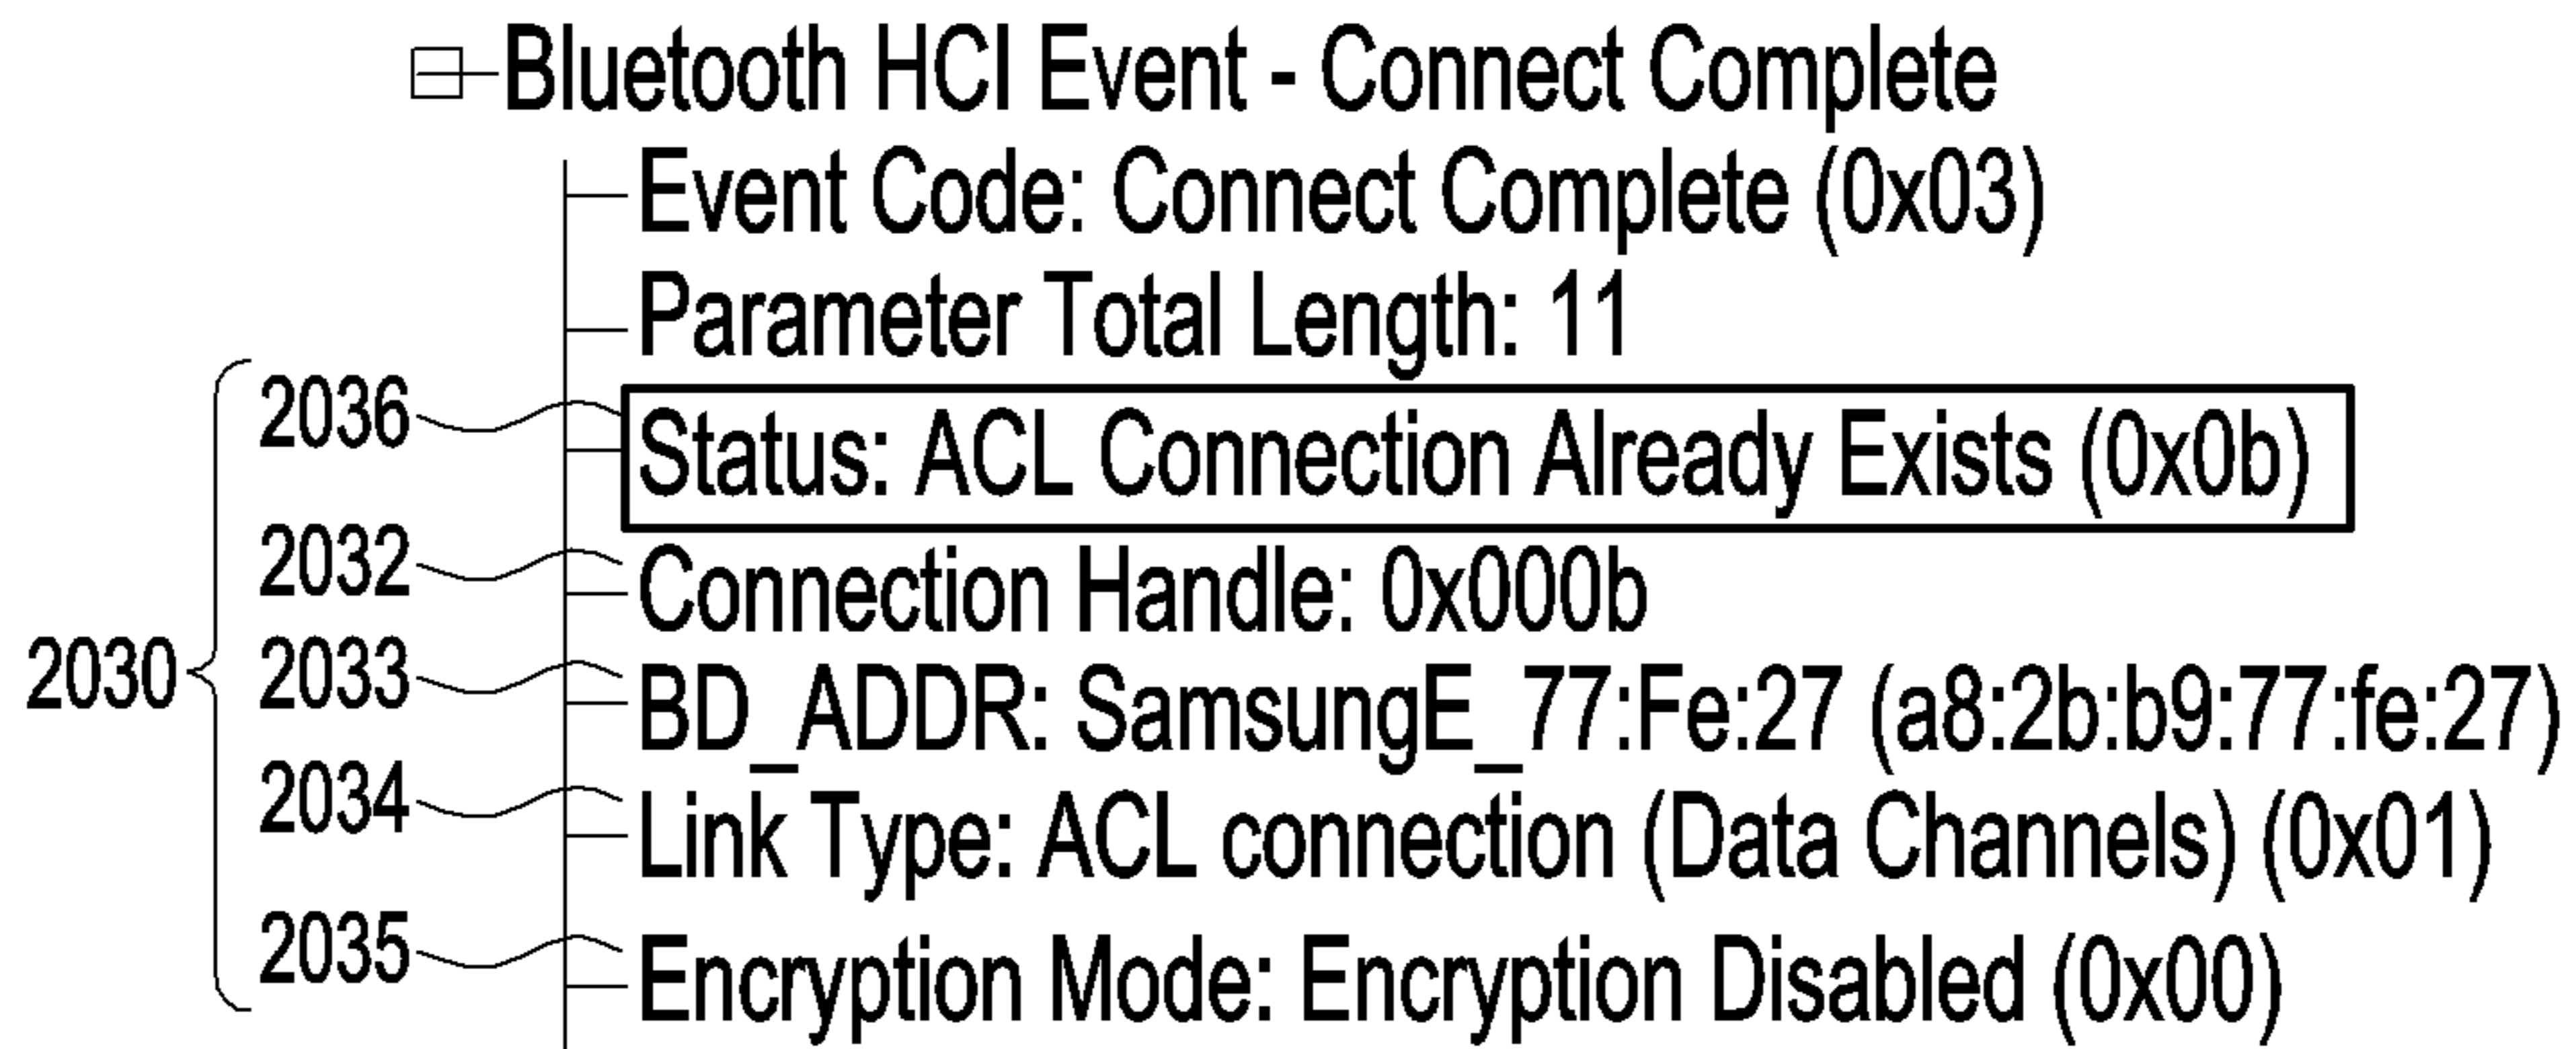 Bluetooth HCI Event - Connect Complete
Event Code: Connect Complete (0x03)
Parameter Total Length: 11
2036 Status: ACL Connection Already Exists (0x0b)
2032 Connection Handle: 0x000b
2030 2033 BD_ADDR: SamsungE_77:Fe:27 (a8:2b:b9:77:fe:27)
2034 Link Type: ACL connection (Data Channels) (0x01)
2035 Encryption Mode: Encryption Disabled (0x00)